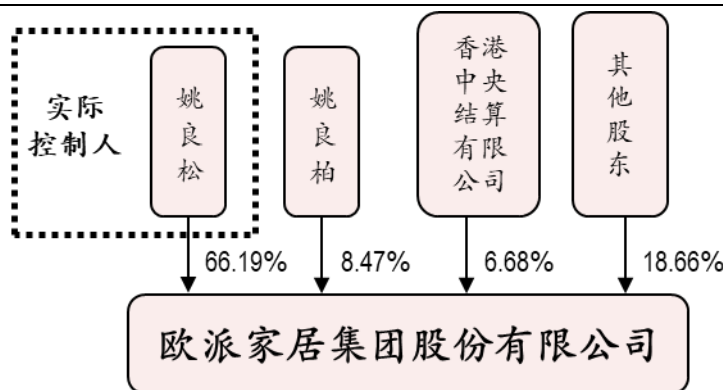 实际
控制人
姚良松
姚良柏
香港
中央
结算
有限
公司
其他股东
66.19%
8.47%
6.68%
18.66%
欧派家居集团股份有限公司